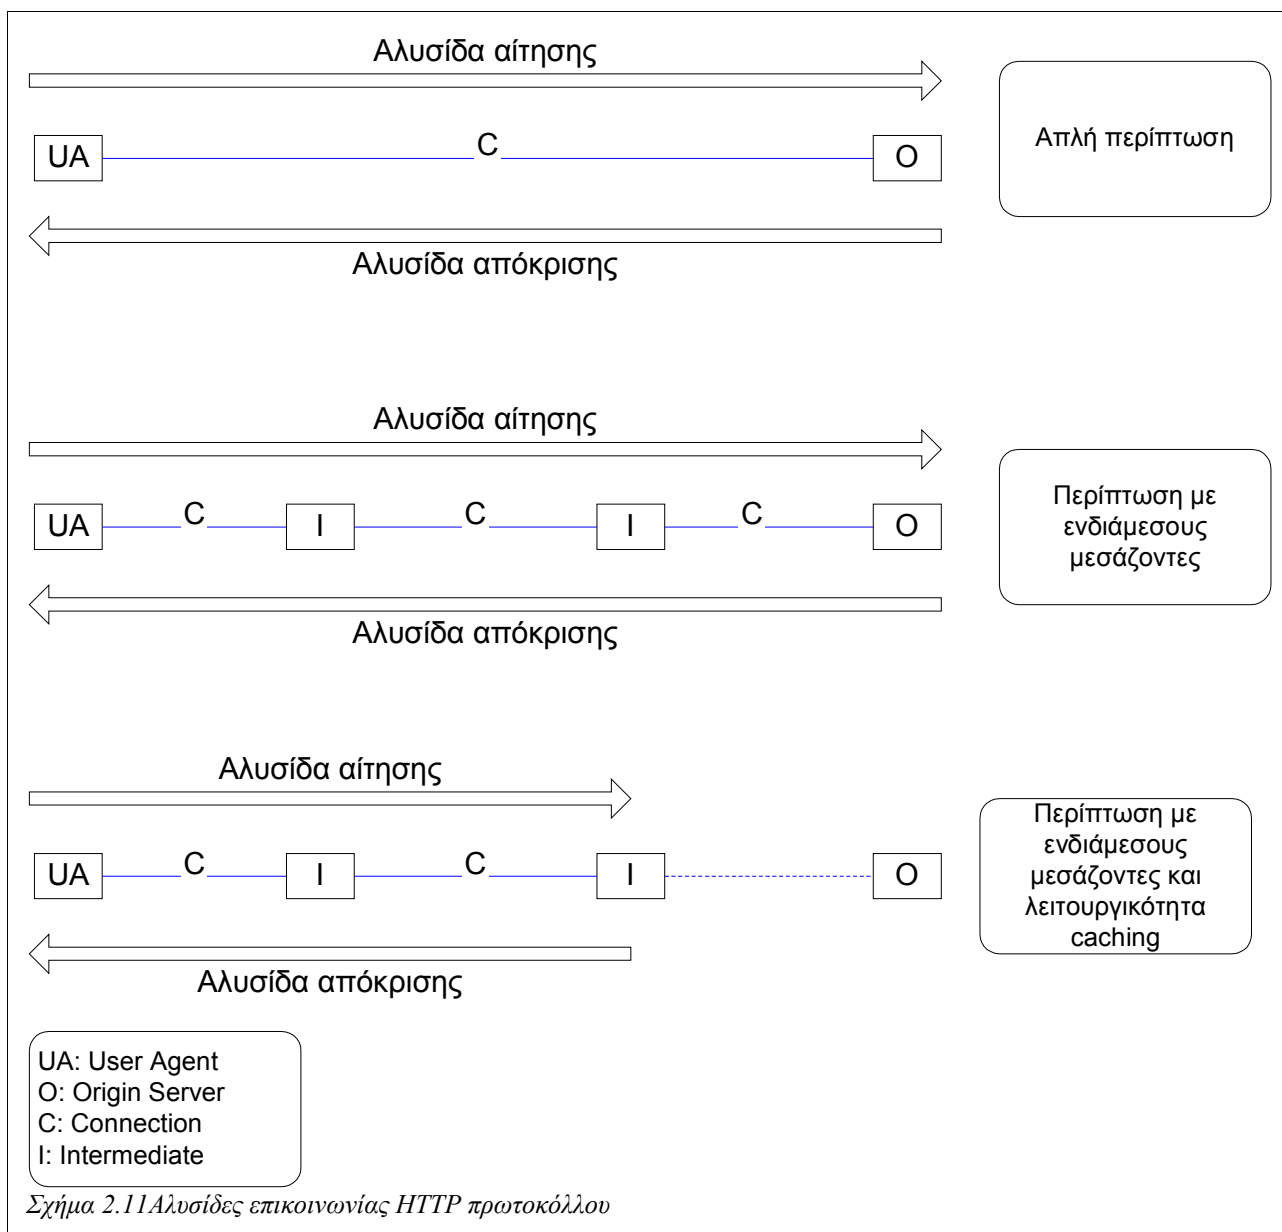 Αλυσίδα αίτησης
UA
C
O
Απλή περίπτωση
Αλυσίδα απόκρισης
Αλυσίδα αίτησης
UA
C
I
C
I
C
O
Περίπτωση με
ενδιάμεσους
μεσάζοντες
Αλυσίδα απόκρισης
Αλυσίδα αίτησης
UA
C
I
C
I
O
Περίπτωση με
ενδιάμεσους
μεσάζοντες και
λειτουργικότητα
caching
Αλυσίδα απόκρισης
UA: User Agent
O: Origin Server
C: Connection
I: Intermediate
Σχήμα 2.11Αλυσίδες επικοινωνίας HTTP πρωτοκόλλου